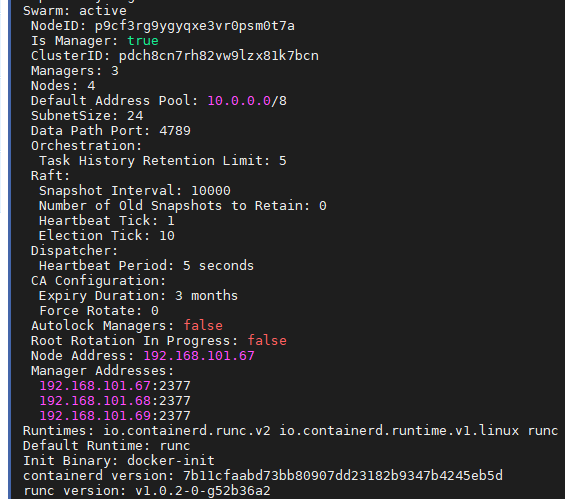 Swarm: active
NodeID: p9cf3rg9ygyqxe3vr0psm0t7a
Is Manager: true
ClusterID: pdch8cn7rh82vw9lzx81k7bcn
Managers: 3
Nodes: 4
Default Address Pool: 10.0.0.0/8
SubnetSize: 24
Data Path Port: 4789
Orchestration:
Task History Retention Limit: 5
Raft:
Snapshot Interval: 10000
Number of Old Snapshots to Retain: 0
Heartbeat Tick: 1
Election Tick: 10
Dispatcher:
Heartbeat Period: 5 seconds
CA Configuration:
Expiry Duration: 3 months
Force Rotate: 0
Autolock Managers: false
Root Rotation In Progress: false
Node Address: 192.168.101.67
Manager Addresses:
192.168.101.67:2377
192.168.101.68:2377
192.168.101.69:2377
Runtimes: io.containerd.runc.v2 io.containerd.runtime.v1.linux runc
Default Runtime: runc
Init Binary: docker-init
containerd version: 7b11cfaabd73bb80907dd23182b9347b4245eb5d
runc version: v1.0.2-0-g52b36a2